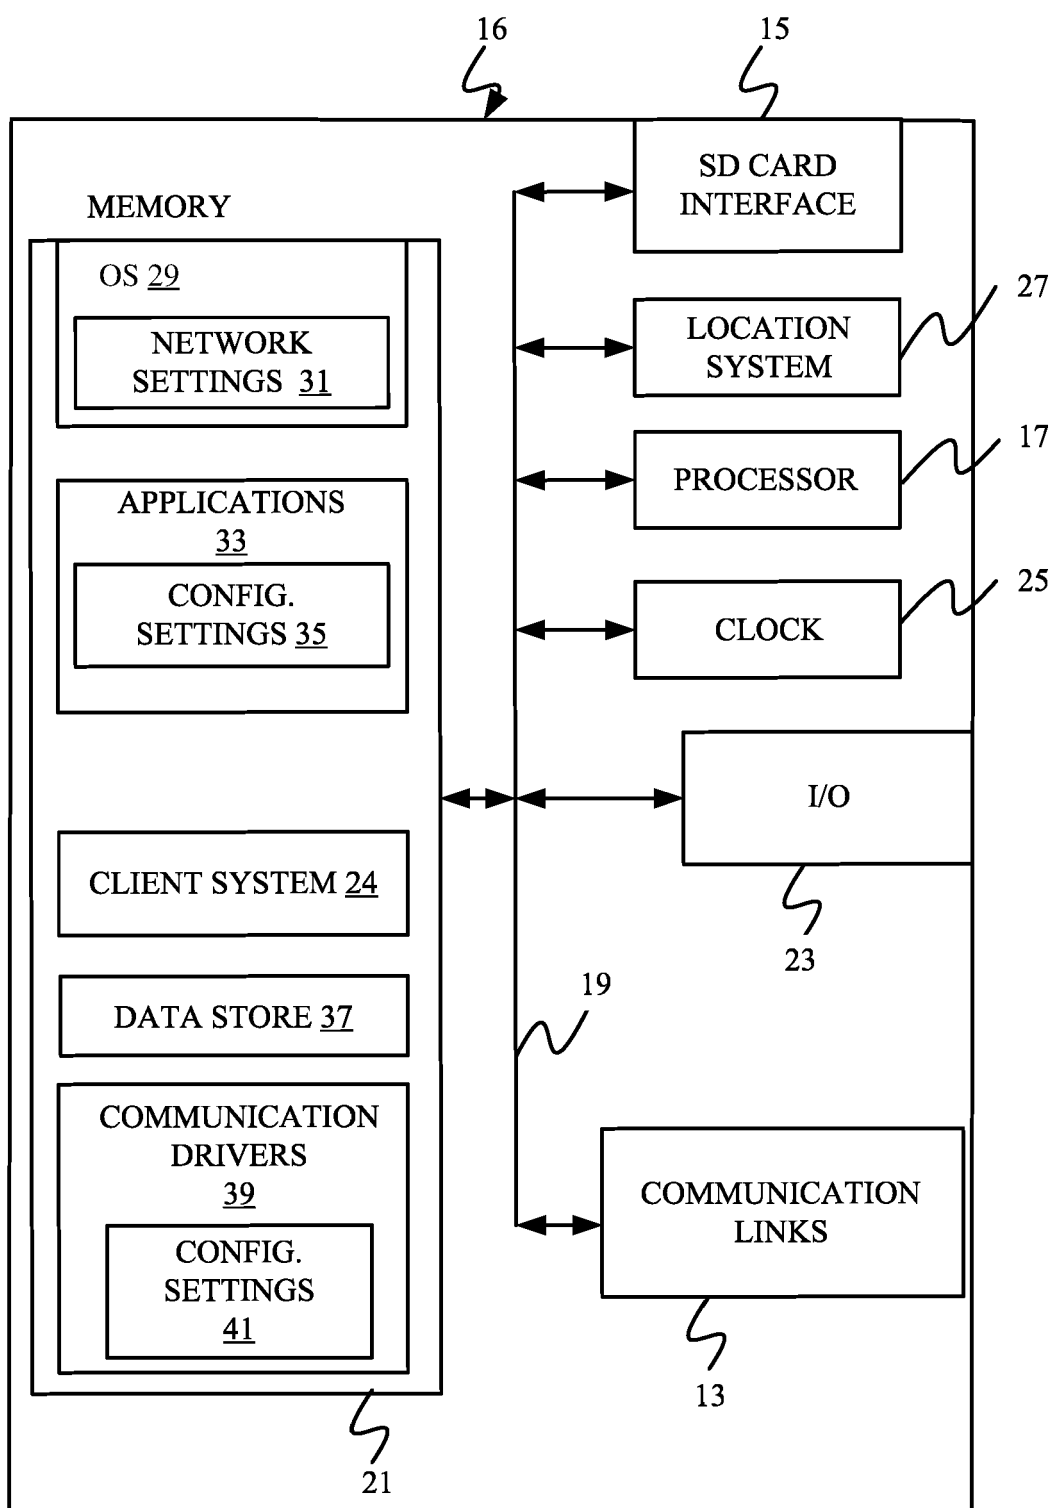 16
15
SD CARD
INTERFACE
MEMORY
OS 29
NETWORK
SETTINGS 31
27
LOCATION
SYSTEM
17
PROCESSOR
APPLICATIONS
33
CONFIG.
SETTINGS 35
25
CLOCK
I/O
CLIENT SYSTEM 24
23
19
DATA STORE 37
COMMUNICATION
DRIVERS
39
CONFIG.
SETTINGS
41
COMMUNICATION
LINKS
13
21